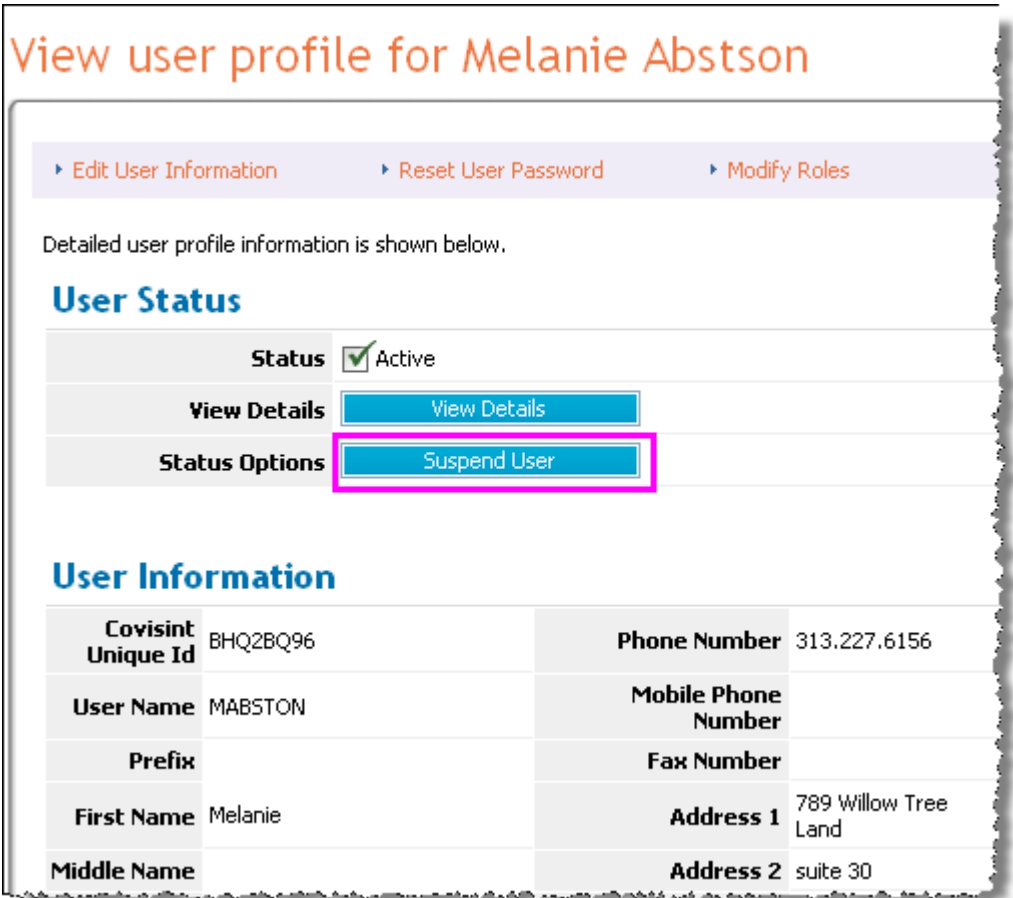 View user profile for Melanie Abstson
Edit User Information Reset User Password Modify Roles
Detailed user profile information is shown below.
User Status
Status Active
View Details View Details
Status Options Suspend User
User Information
Covisint
Unique Id BHQ2BQ96 Phone Number 313.227.6156
User Name MABSTON Mobile Phone
Number
Prefix Fax Number
First Name Melanie Address 1 789 Willow Tree
Land
Middle Name Address 2 suite 30